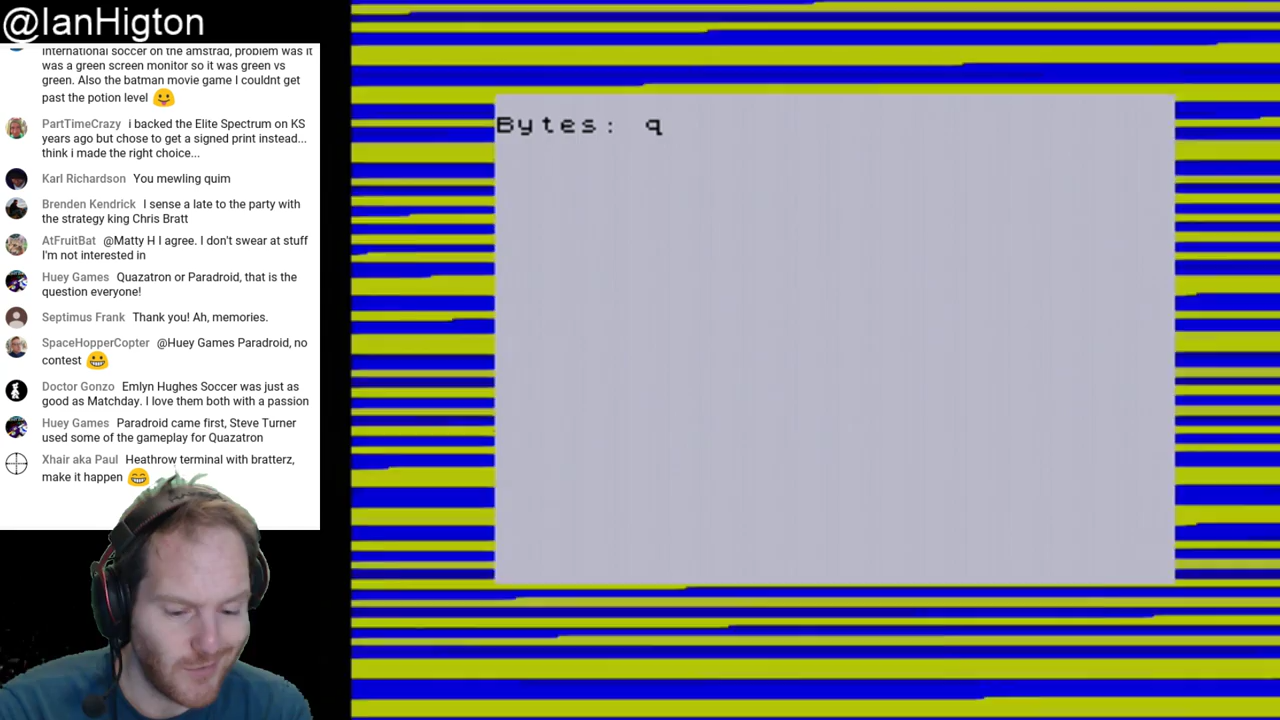 @IanHigton
international soccer on the amstrad, problem was it
was a green screen monitor so it was green vs
green. Also the batman movie game I couldnt get
past the potion level
PartTimeCrazy i backed the Elite Spectrum on KS
years ago but chose to get a signed print instead...
think i made the right choice...
Karl Richardson You mewling quim
Brenden Kendrick I sense a late to the party with
the strategy king Chris Bratt
AtFruitBat @Matty H I agree. I don't swear at stuff
I'm not interested in
Huey Games Quazatron or Paradroid, that is the
question everyone!
Septimus Frank Thank you! Ah, memories.
SpaceHopperCopter @Huey Games Paradroid, no
contest
Doctor Gonzo Emlyn Hughes Soccer was just as
good as Matchday. I love them both with a passion
Huey Games Paradroid came first, Steve Turner
used some of the gameplay for Quazatron
Xhair aka Paul Heathrow terminal with bratterz,
make it happen
Bytes: q